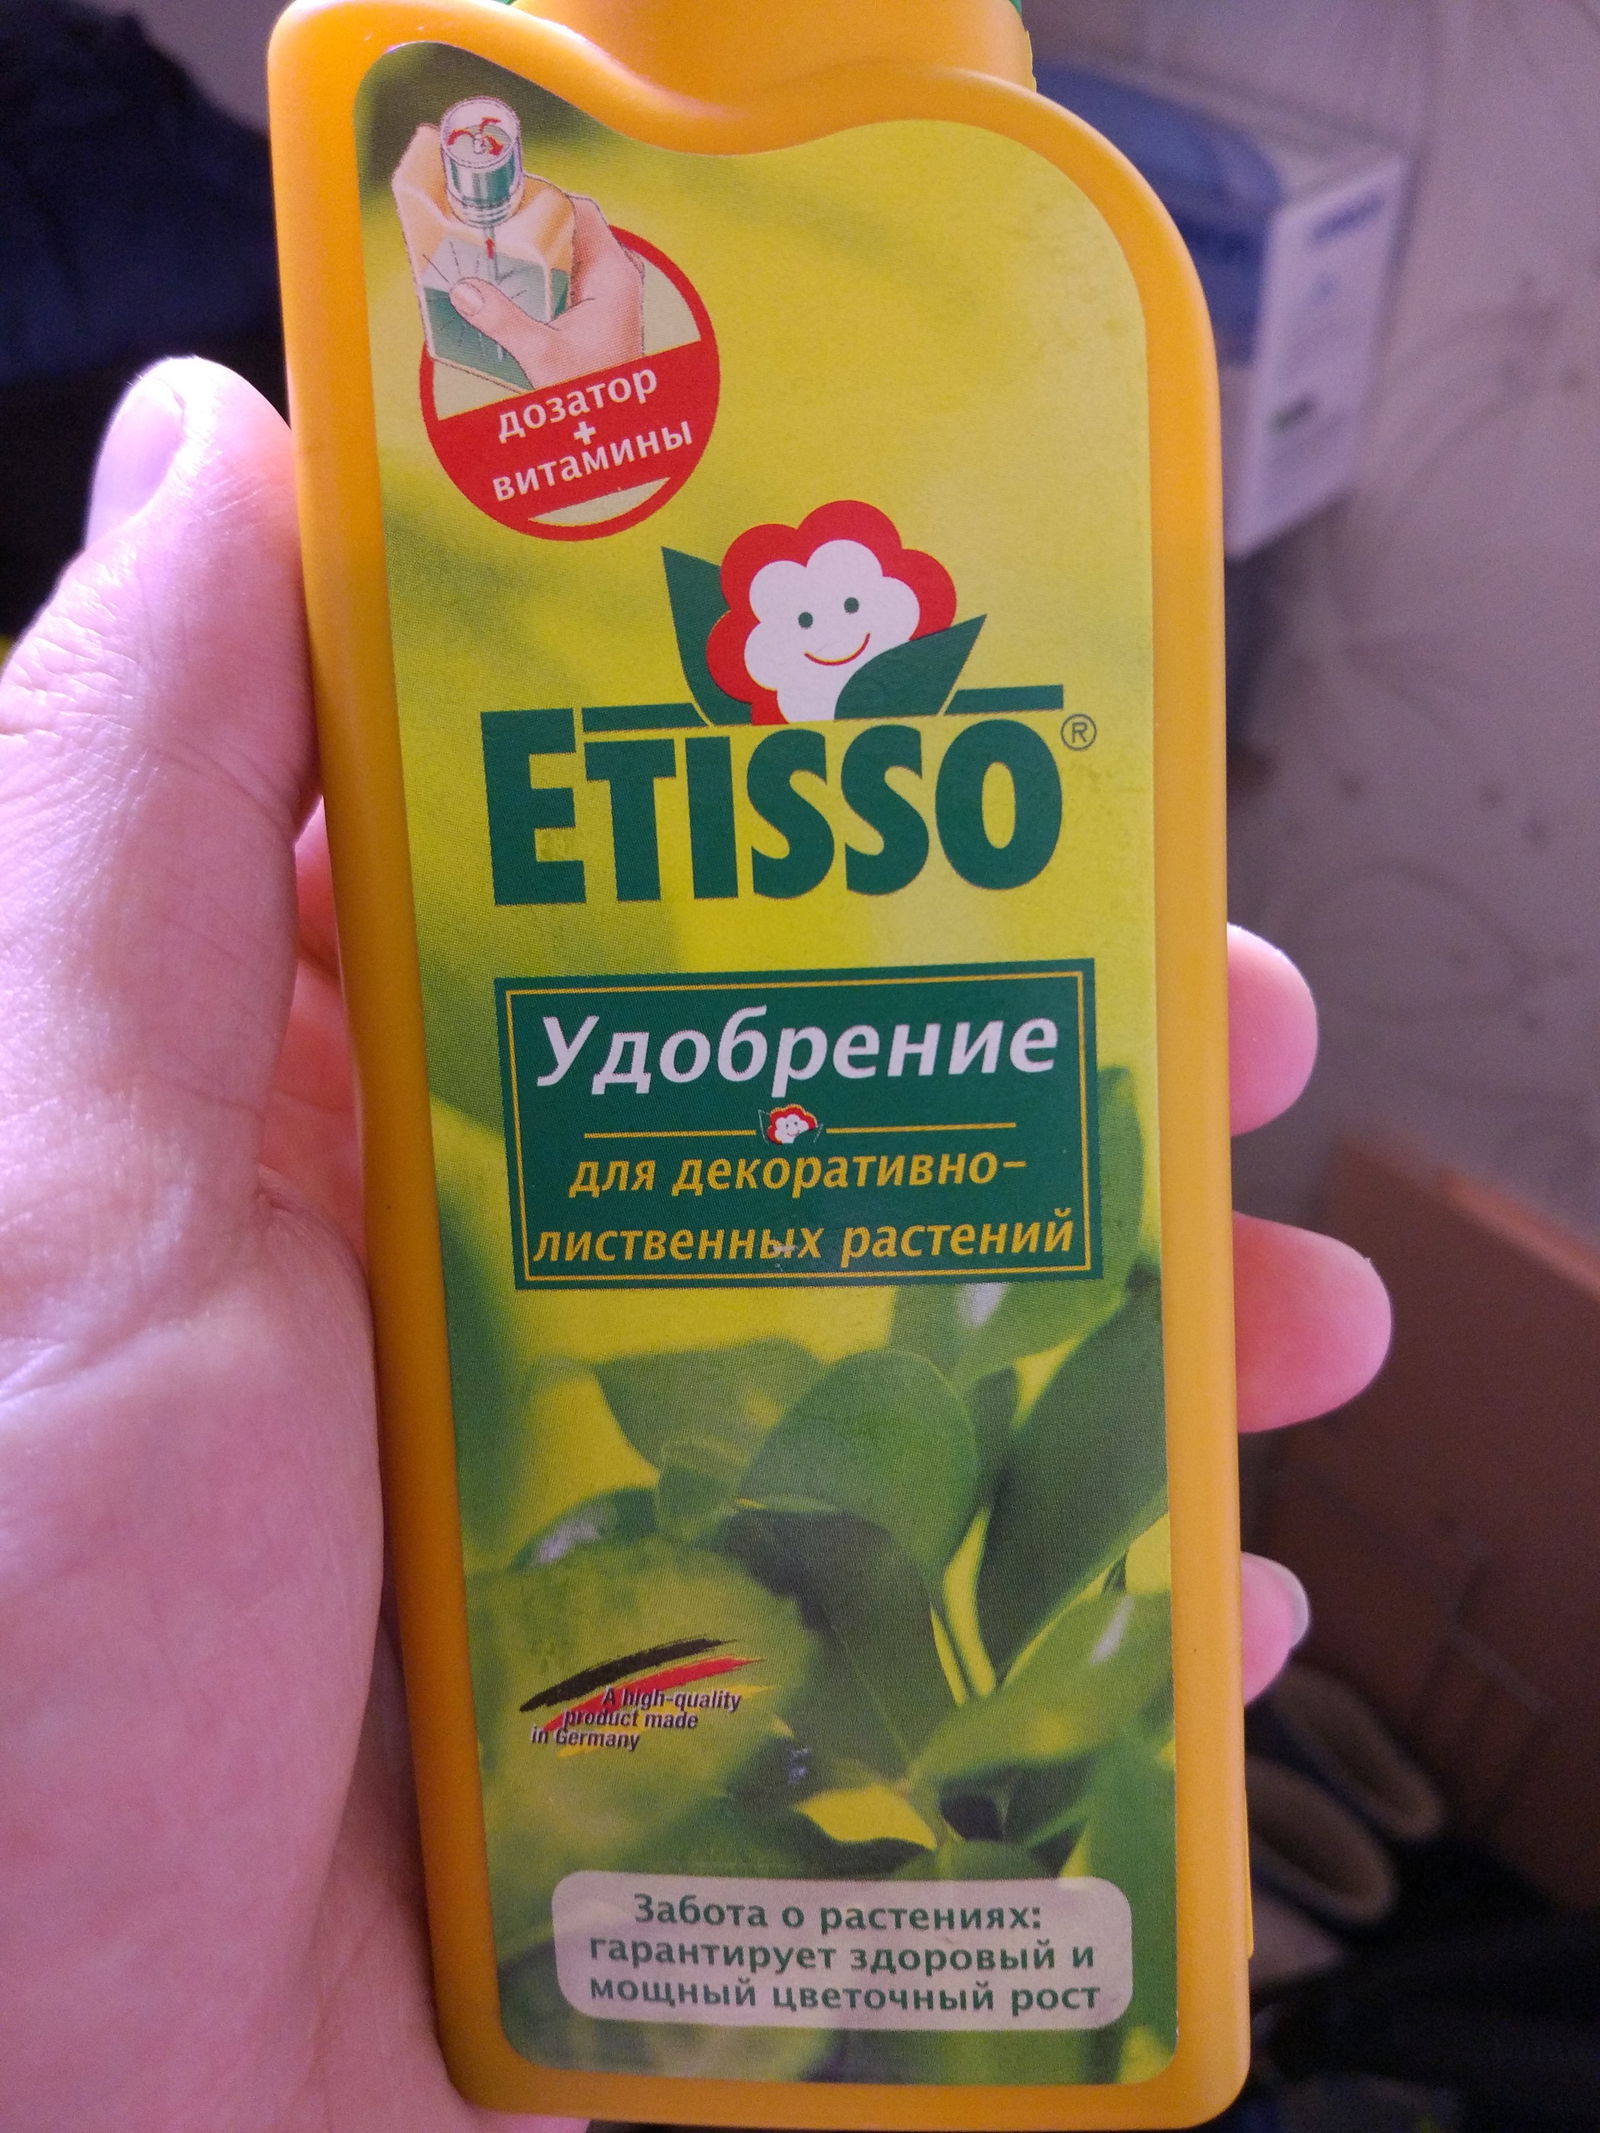 дозатор
+
витамины
ETISSO®
Удобрение
для декоративно-
лиственных растений
A high-quality
product made
in Germany
Забота о растениях:
гарантирует здоровый и
мощный цветочный рост